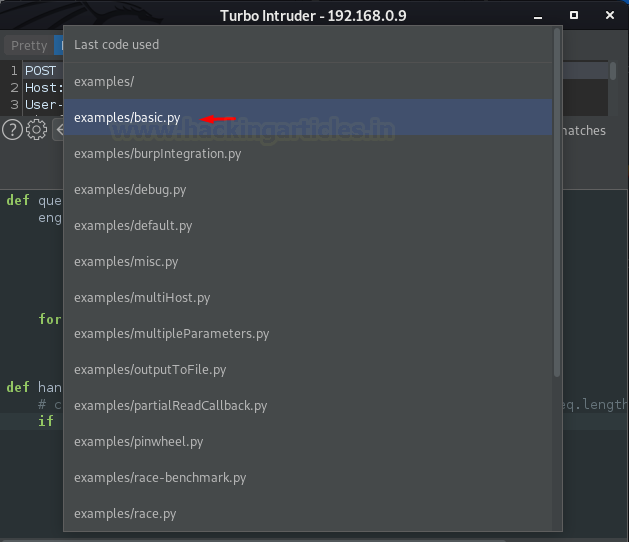 Turbo Intruder - 192.168.0.9
Pretty
Last code used
1 POST
2 Host:
3 User-
examples/
examples/basic.py
www.hackingarticles.in
matches
examples/burpIntegration.py
examples/debug.py
def que
eng
examples/default.py
examples/misc.py
examples/multiHost.py
for
examples/multipleParameters.py
examples/outputToFile.py
def han
# c
examples/partialReadCallback.py
eq.length
if
examples/pinwheel.py
examples/race-benchmark.py
examples/race.py